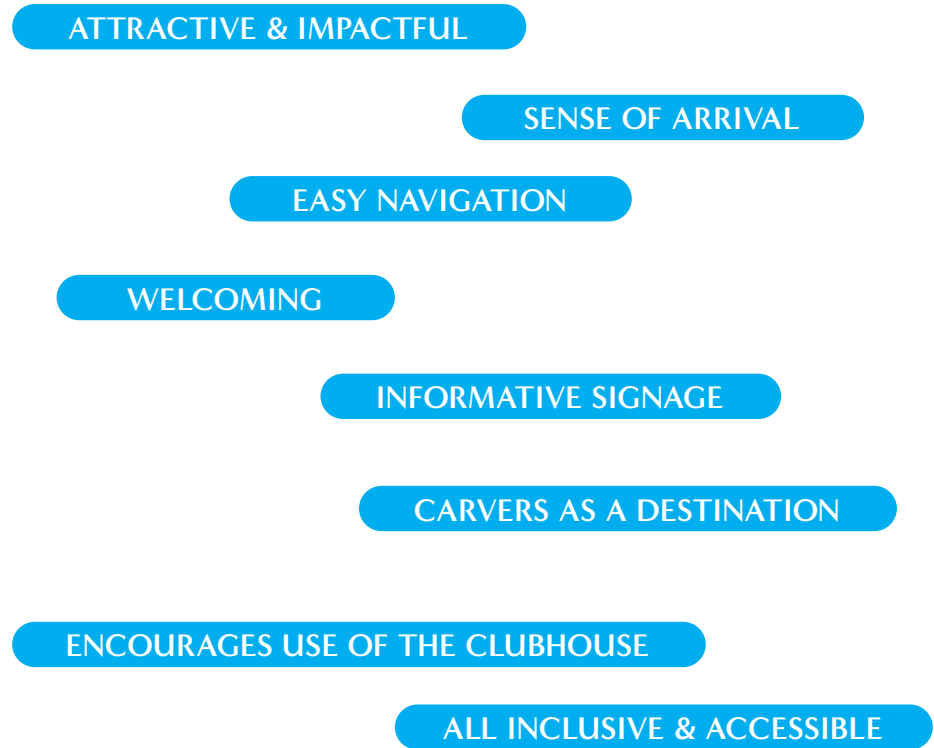 ATTRACTIVE & IMPACTFUL
SENSE OF ARRIVAL
EASY NAVIGATION
WELCOMING
INFORMATIVE SIGNAGE
CARVERS AS A DESTINATION
ENCOURAGES USE OF THE CLUBHOUSE
ALL INCLUSIVE & ACCESSIBLE